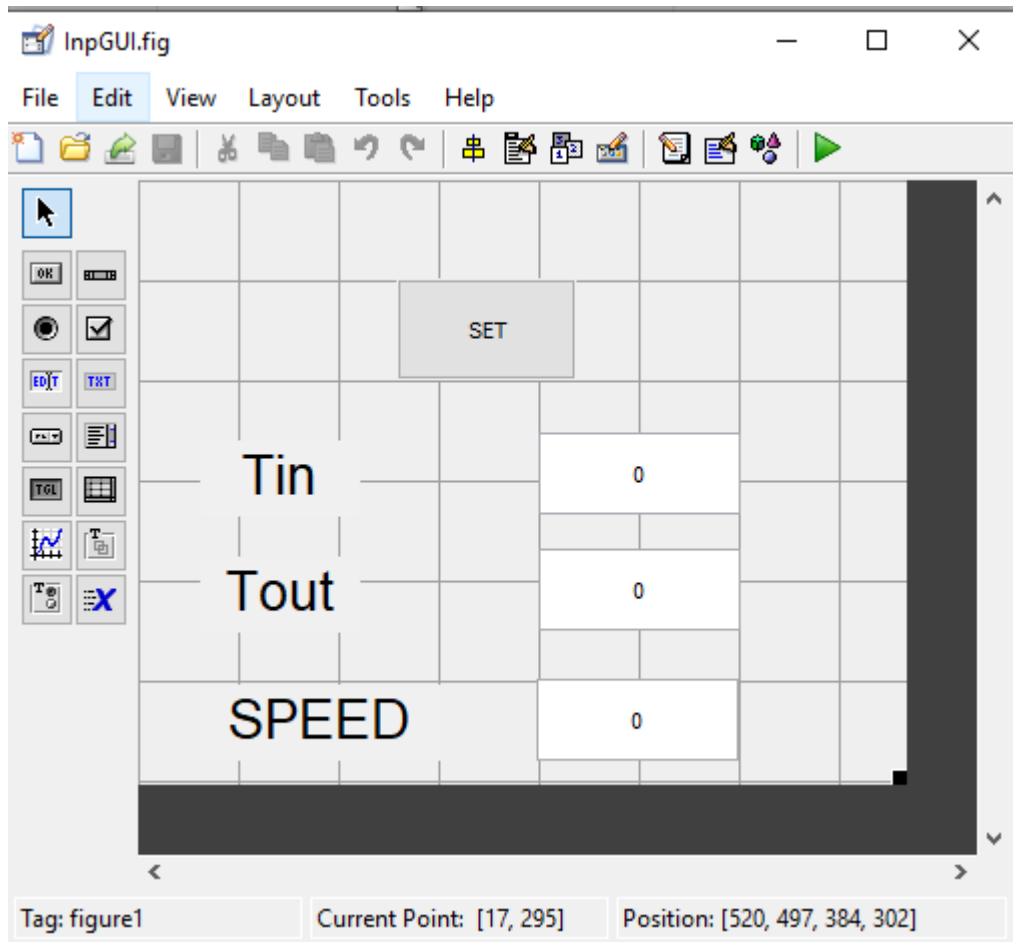 InpGUI.fig
File Edit View Layout Tools Help
OK
EDIT TXT
TGL
SET
Tin 0
Tout 0
SPEED 0
Tag: figure1 Current Point: [17, 295] Position: [520, 497, 384, 302]